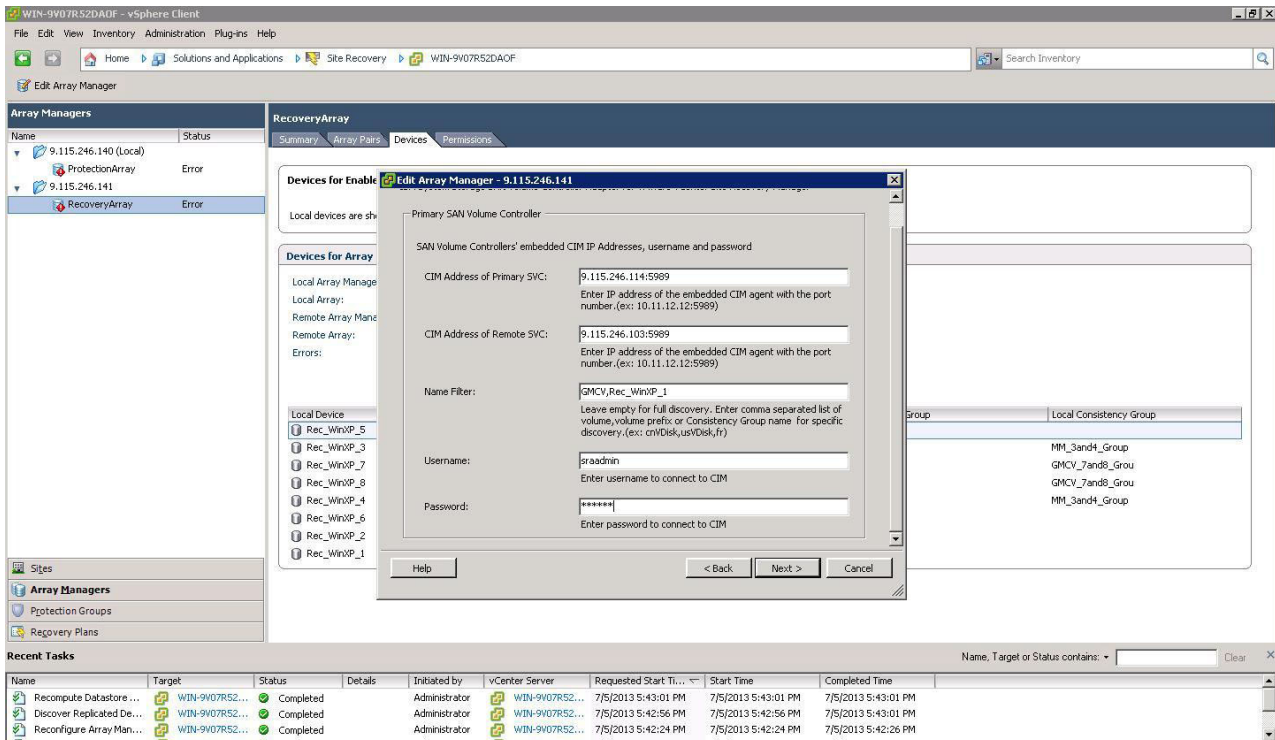 WIN-9V07R52DAOF - vSphere Client
File Edit View Inventory Administration Plug-ins Help
Home Solutions and Applications Site Recovery WIN-9V07R52DAOF Search Inventory
Edit Array Manager
Array Managers
Name Status
9.115.246.140 (Local)
ProtectionArray Error
9.115.246.141
RecoveryArray Error
Sites
Array Managers
Protection Groups
Recovery Plans
RecoveryArray
Summary Array Pairs Devices Permissions
Devices for Enable
Local devices are sh
Devices for Array
Local Array Manage
Local Array:
Remote Array Mana
Remote Array:
Errors:
Local Device Group Local Consistency Group
Rec_WinXP_5
Rec_WinXP_3 MM_3and4_Group
Rec_WinXP_7 GMCV_7and8_Grou
Rec_WinXP_8 GMCV_7and8_Grou
Rec_WinXP_4 MM_3and4_Group
Rec_WinXP_6
Rec_WinXP_2
Rec_WinXP_1
Edit Array Manager - 9.115.246.141
Primary SAN Volume Controller
SAN Volume Controllers' embedded CIM IP Addresses, username and password
CIM Address of Primary SVC: 9.115.246.114:5989
Enter IP address of the embedded CIM agent with the port
number.(ex: 10.11.12.12:5989)
CIM Address of Remote SVC: 9.115.246.103:5989
Enter IP address of the embedded CIM agent with the port
number.(ex: 10.11.12.12:5989)
Name Filter: GMCV,Rec_WinXP_1
Leave empty for full discovery. Enter comma separated list of
volume,volume prefix or Consistency Group name for specific
discovery.(ex: cnVDisk,usVDisk,fr)
Username: sraadmin
Enter username to connect to CIM
Password: ******
Enter password to connect to CIM
Help < Back Next > Cancel
Recent Tasks Name, Target or Status contains: Clear
Name Target Status Details Initiated by vCenter Server Requested Start Ti... Start Time Completed Time
Recompute Datastore ... WIN-9V07R52... Completed Administrator WIN-9V07R52... 7/5/2013 5:43:01 PM 7/5/2013 5:43:01 PM 7/5/2013 5:43:01 PM
Discover Replicated De... WIN-9V07R52... Completed Administrator WIN-9V07R52... 7/5/2013 5:42:56 PM 7/5/2013 5:42:56 PM 7/5/2013 5:43:01 PM
Reconfigure Array Man... WIN-9V07R52... Completed Administrator WIN-9V07R52... 7/5/2013 5:42:24 PM 7/5/2013 5:42:24 PM 7/5/2013 5:42:26 PM